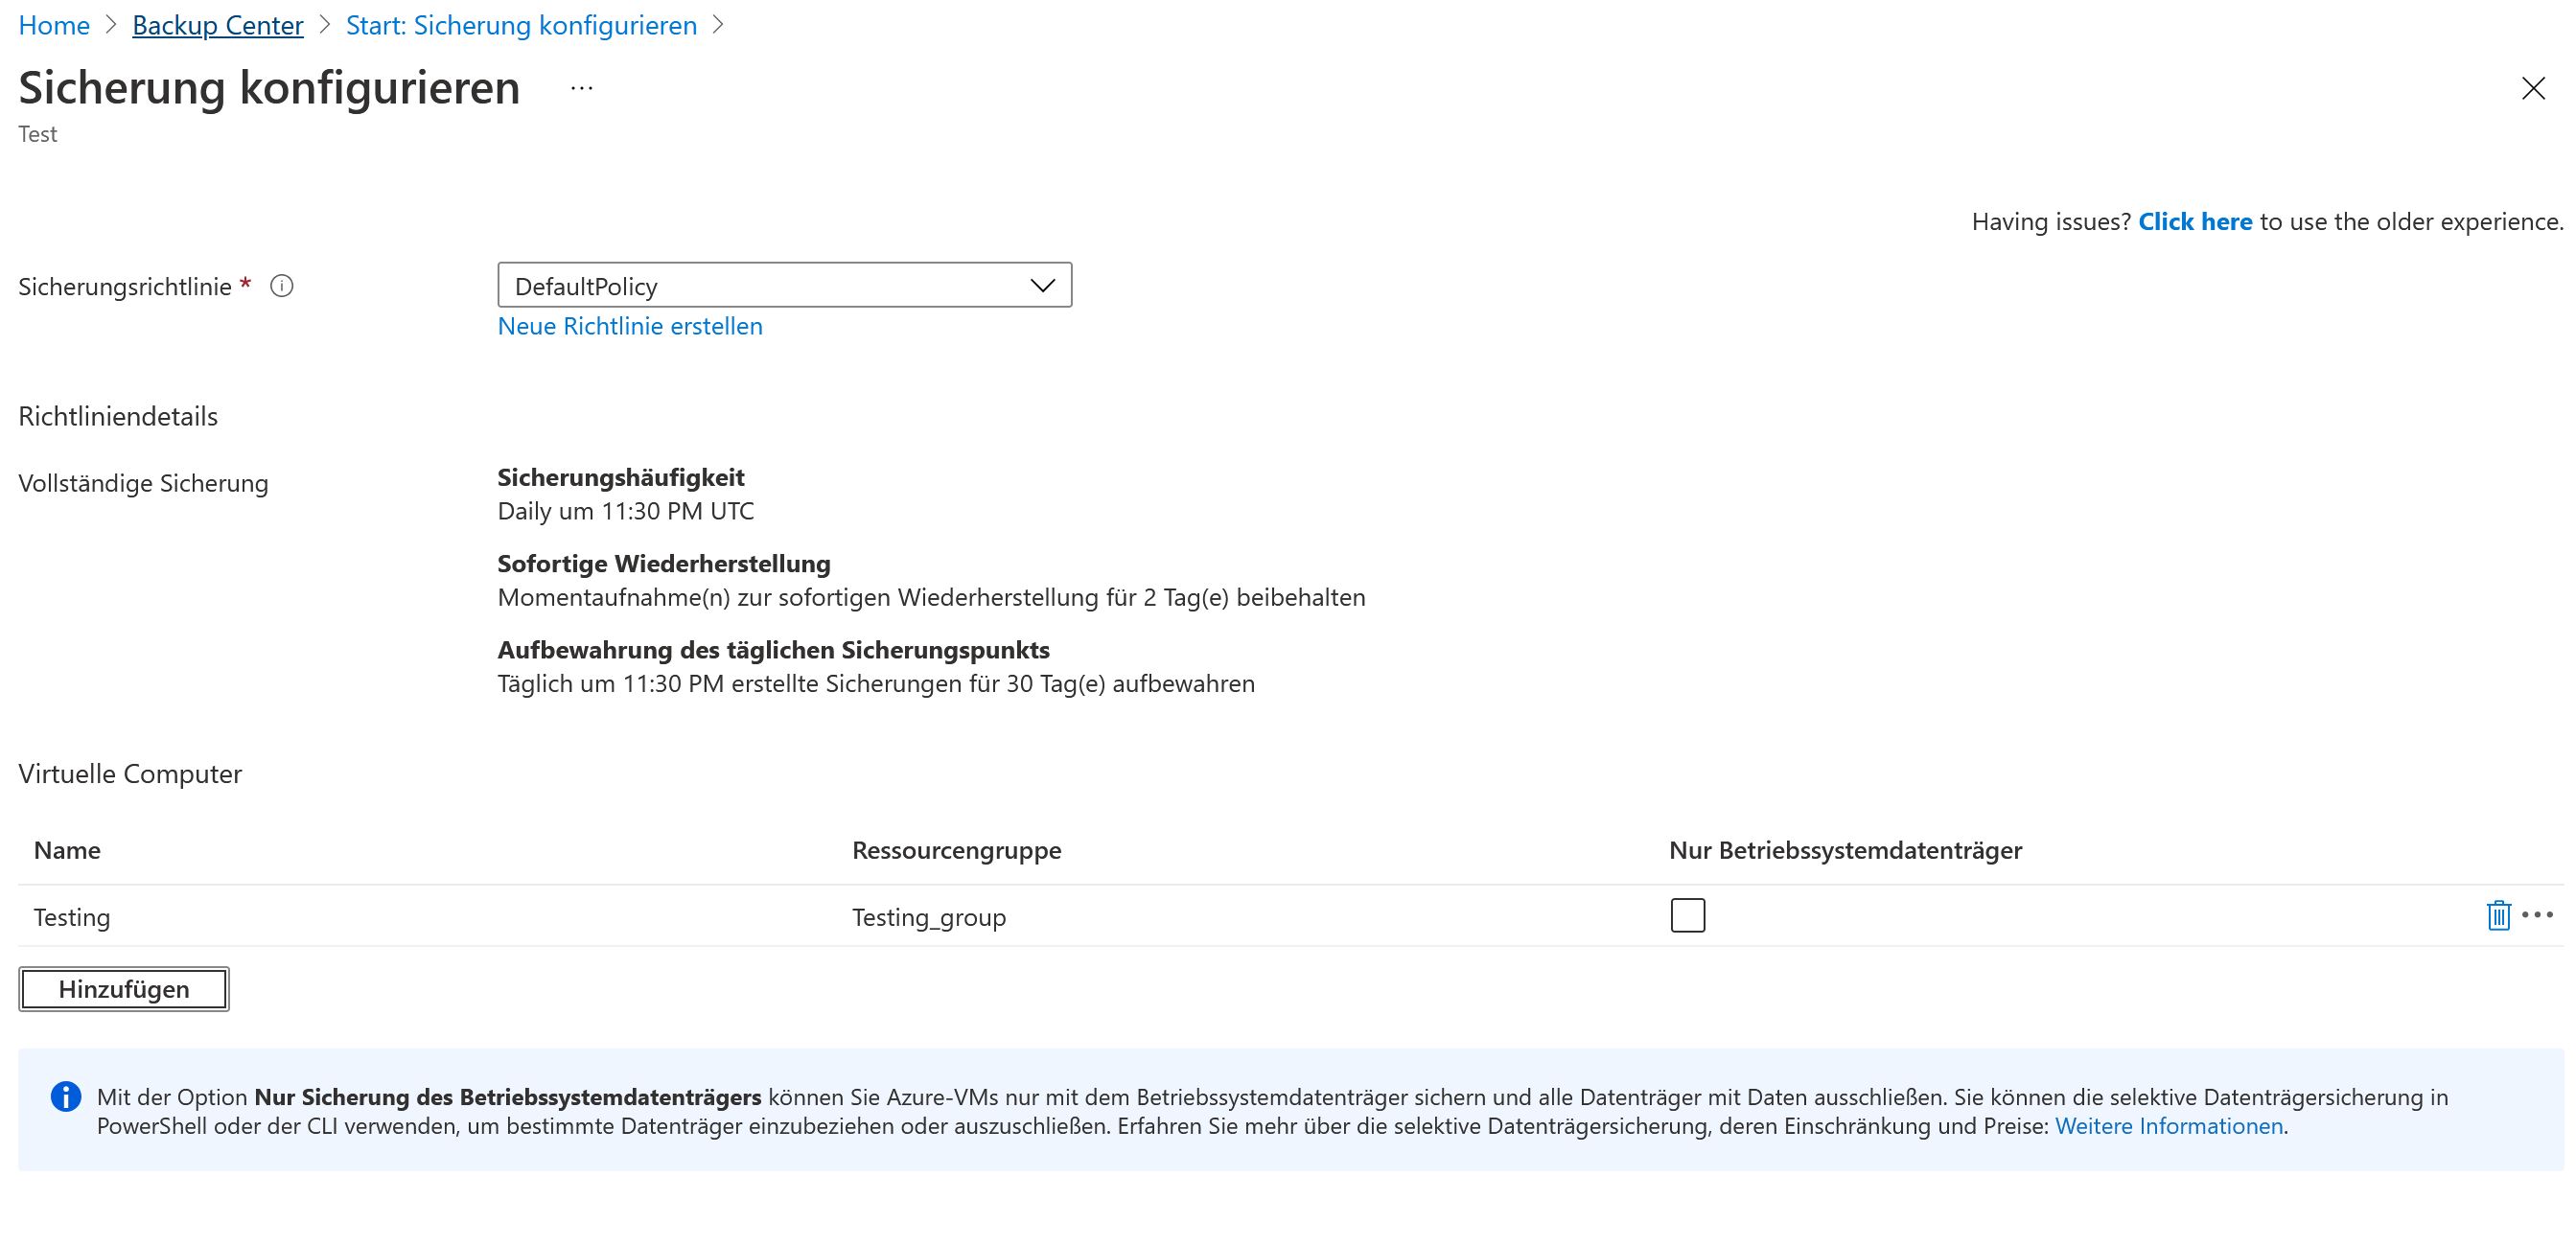 Home > Backup Center > Start: Sicherung konfigurieren >
Sicherung konfigurieren ...
Test
Having issues? Click here to use the older experience.
Sicherungsrichtlinie * DefaultPolicy
Neue Richtlinie erstellen
Richtliniendetails
Vollständige Sicherung
Sicherungshäufigkeit
Daily um 11:30 PM UTC
Sofortige Wiederherstellung
Momentaufnahme(n) zur sofortigen Wiederherstellung für 2 Tag(e) beibehalten
Aufbewahrung des täglichen Sicherungspunkts
Täglich um 11:30 PM erstellte Sicherungen für 30 Tag(e) aufbewahren
Virtuelle Computer
Name Ressourcengruppe Nur Betriebssystemdatenträger
Testing Testing_group
Hinzufügen
Mit der Option Nur Sicherung des Betriebssystemdatenträgers können Sie Azure-VMs nur mit dem Betriebssystemdatenträger sichern und alle Datenträger mit Daten ausschließen. Sie können die selektive Datenträgersicherung in
PowerShell oder der CLI verwenden, um bestimmte Datenträger einzubeziehen oder auszuschließen. Erfahren Sie mehr über die selektive Datenträgersicherung, deren Einschränkung und Preise: Weitere Informationen.